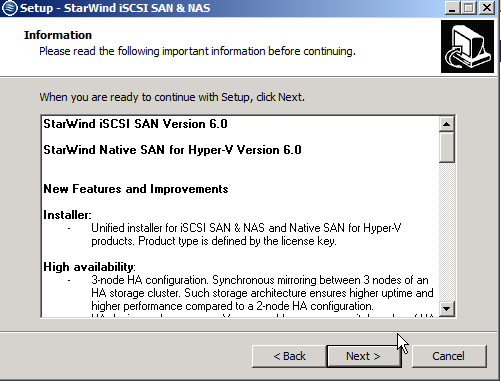 Setup - StarWind iSCSI SAN & NAS
Information
Please read the following important information before continuing.
When you are ready to continue with Setup, click Next.
StarWind iSCSI SAN Version 6.0
StarWind Native SAN for Hyper-V Version 6.0
New Features and Improvements
Installer:
- Unified installer for iSCSI SAN & NAS and Native SAN for Hyper-V
products. Product type is defined by the license key.
High availability:
- 3-node HA configuration. Synchronous mirroring between 3 nodes of an
HA storage cluster. Such storage architecture ensures higher uptime and
higher performance compared to a 2-node HA configuration.
< Back
Next >
Cancel